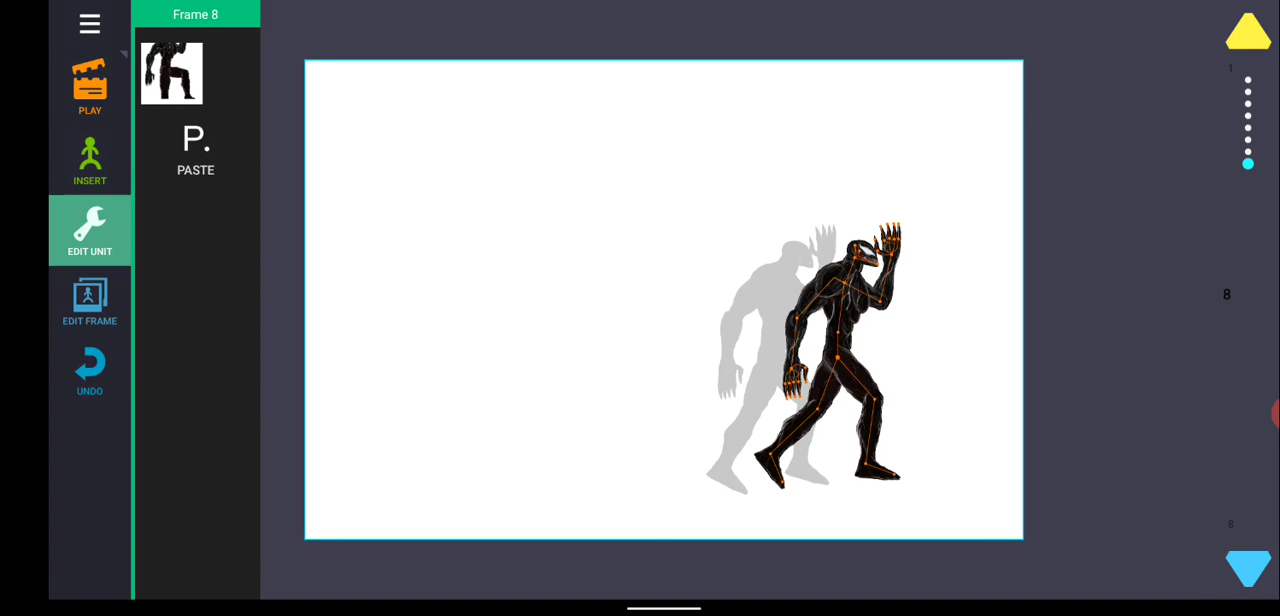 Frame 8
PLAY
P.
PASTE
INSERT
EDIT UNIT
EDIT FRAME
UNDO
1
8
8